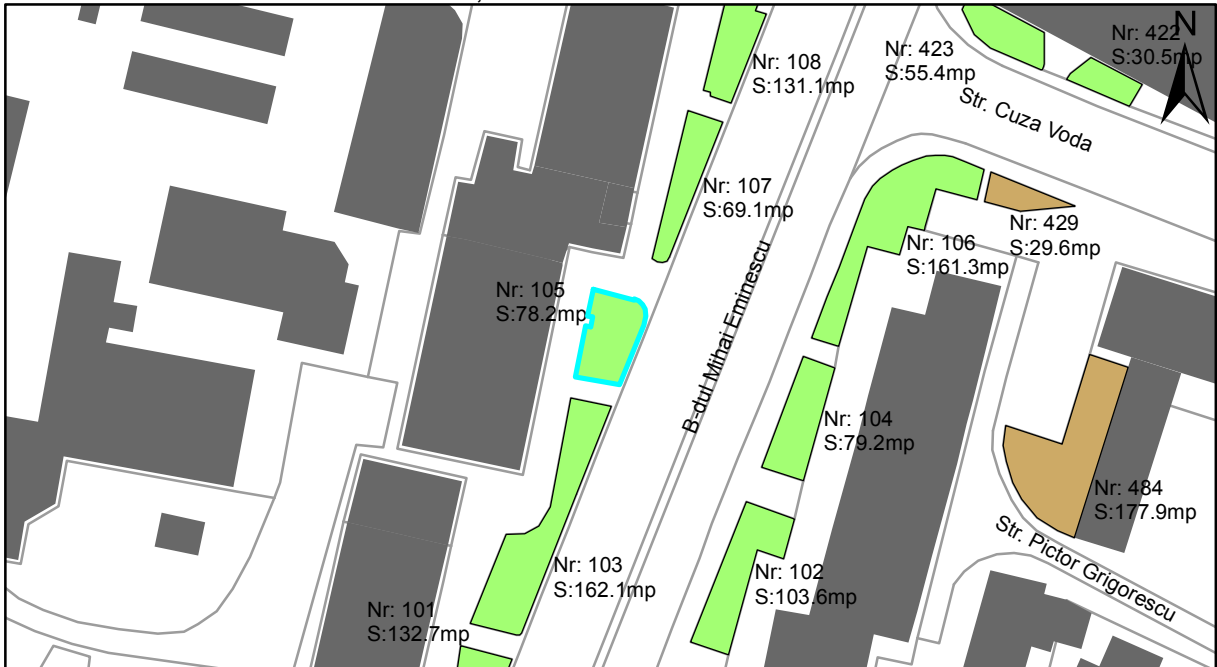 N
Nr: 422
S:30.5mp
Nr: 423
S:55.4mp
Nr: 108
S:131.1mp
Str. Cuza Voda
Nr: 107
S:69.1mp
Nr: 429
S:29.6mp
Nr: 106
S:161.3mp
Nr: 105
S:78.2mp
B-dul Mihai Eminescu
Nr: 104
S:79.2mp
Nr: 484
S:177.9mp
Str. Pictor Grigorescu
Nr: 103
S:162.1mp
Nr: 102
S:103.6mp
Nr: 101
S:132.7mp